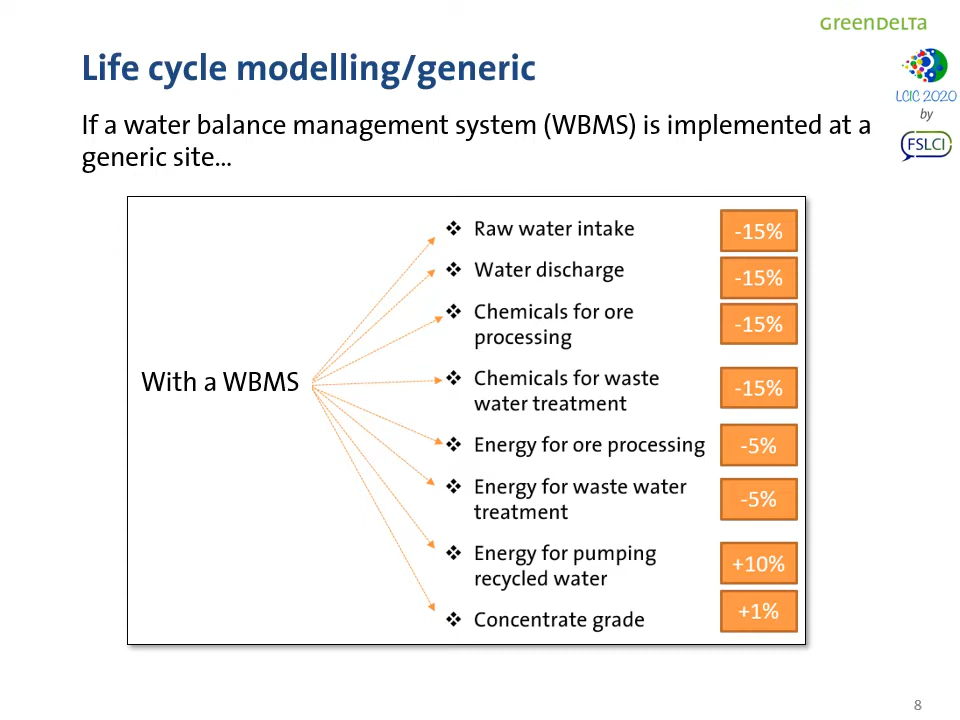 GREENDELTA
Life cycle modelling/generic
LCIC 2020
by
FSLCI
If a water balance management system (WBMS) is implemented at a
generic site...
With a WBMS
❖ Raw water intake -15%
❖ Water discharge -15%
❖ Chemicals for ore
processing -15%
❖ Chemicals for waste
water treatment -15%
❖ Energy for ore processing -5%
❖ Energy for waste water
treatment -5%
❖ Energy for pumping
recycled water +10%
❖ Concentrate grade +1%
8